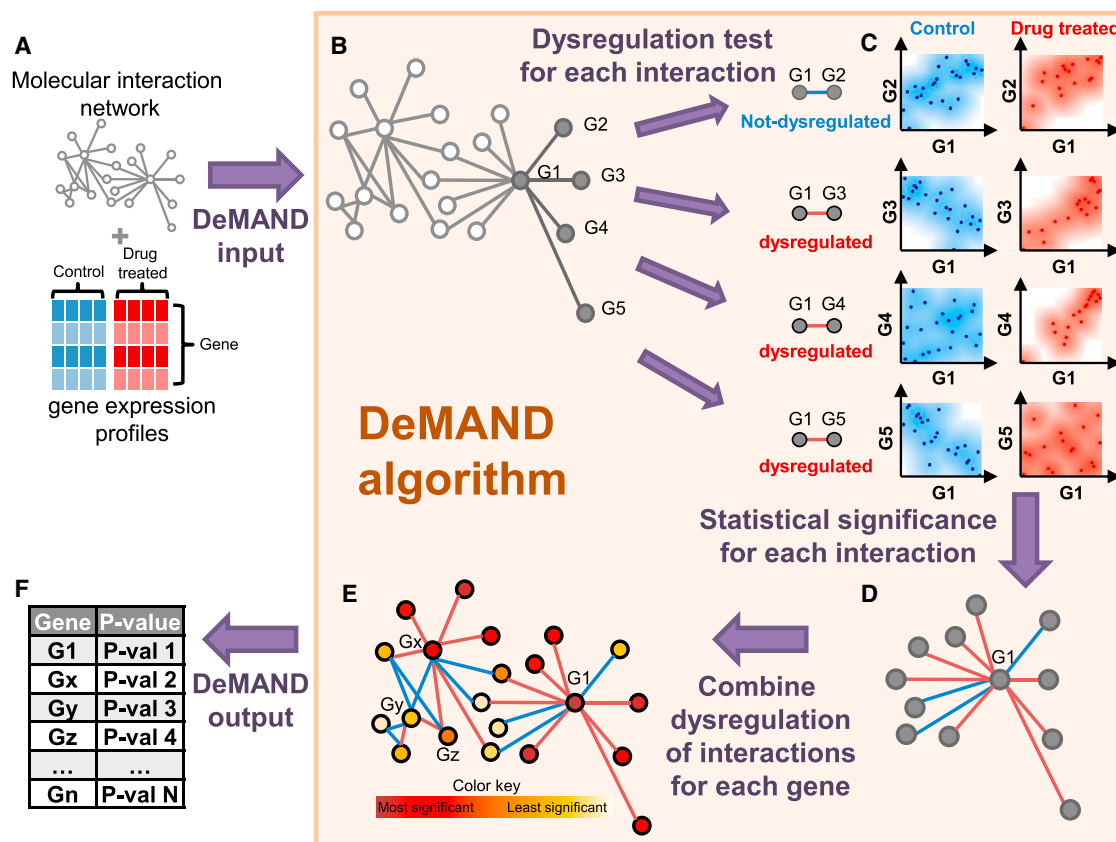 A
Molecular interaction
network
+
Control
Drug
treated
Gene
gene expression
profiles
DeMAND
input
B
Dysregulation test
for each interaction
G1
G2
G3
G4
G5
DeMAND
algorithm
C
Control
Drug treated
G1 G2
Not-dysregulated
G2
G1
G1
G1 G3
dysregulated
G3
G1
G3
G1
G1 G4
dysregulated
G4
G1
G4
G1
G1 G5
dysregulated
G5
G1
G5
G1
Statistical significance
for each interaction
D
G1
Combine
dysregulation
of interactions
for each gene
E
Gx
G1
Gy
Gz
Color key
Most significant Least significant
DeMAND
output
F
Gene P-value
G1 P-val 1
Gx P-val 2
Gy P-val 3
Gz P-val 4
... ...
Gn P-val N